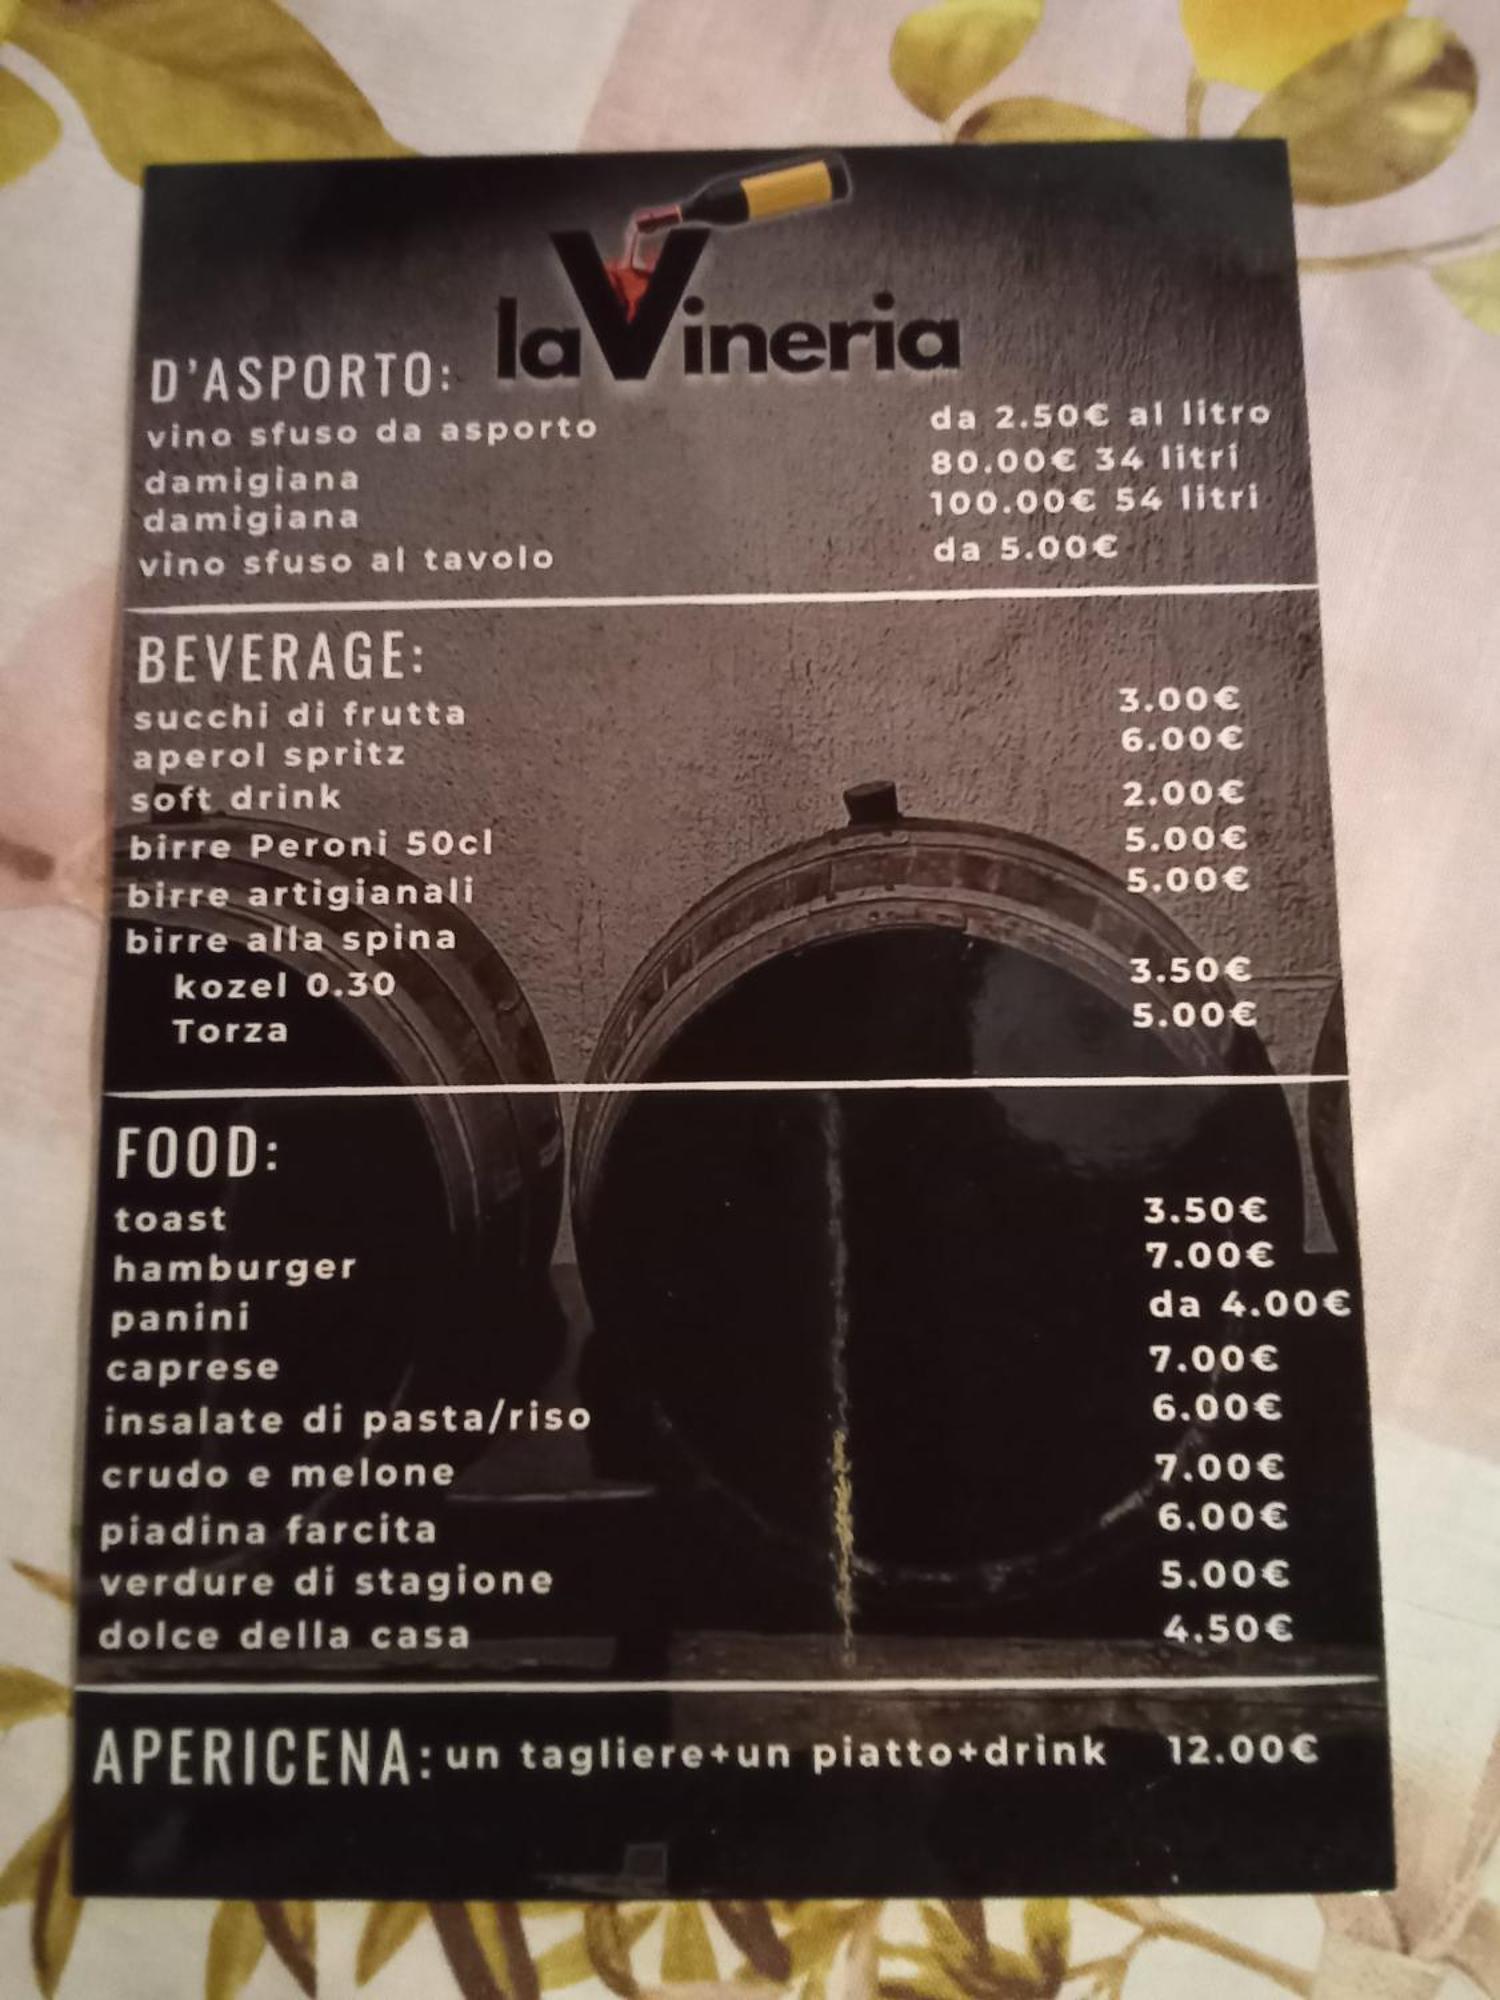 la Vineria
D'ASPORTO:
vino sfuso da asporto da 2.50€ al litro
damigiana 80.00€ 34 litri
damigiana 100.00€ 54 litri
vino sfuso al tavolo da 5.00€
BEVERAGE:
succhi di frutta 3.00€
aperol spritz 6.00€
soft drink 2.00€
birre Peroni 50cl 5.00€
birre artigianali 5.00€
birre alla spina
kozel 0.30 3.50€
Torza 5.00€
FOOD:
toast 3.50€
hamburger 7.00€
panini da 4.00€
caprese 7.00€
insalate di pasta/riso 6.00€
crudo e melone 7.00€
piadina farcita 6.00€
verdure di stagione 5.00€
dolce della casa 4.50€
APERICENA: un tagliere+un piatto+drink 12.00€